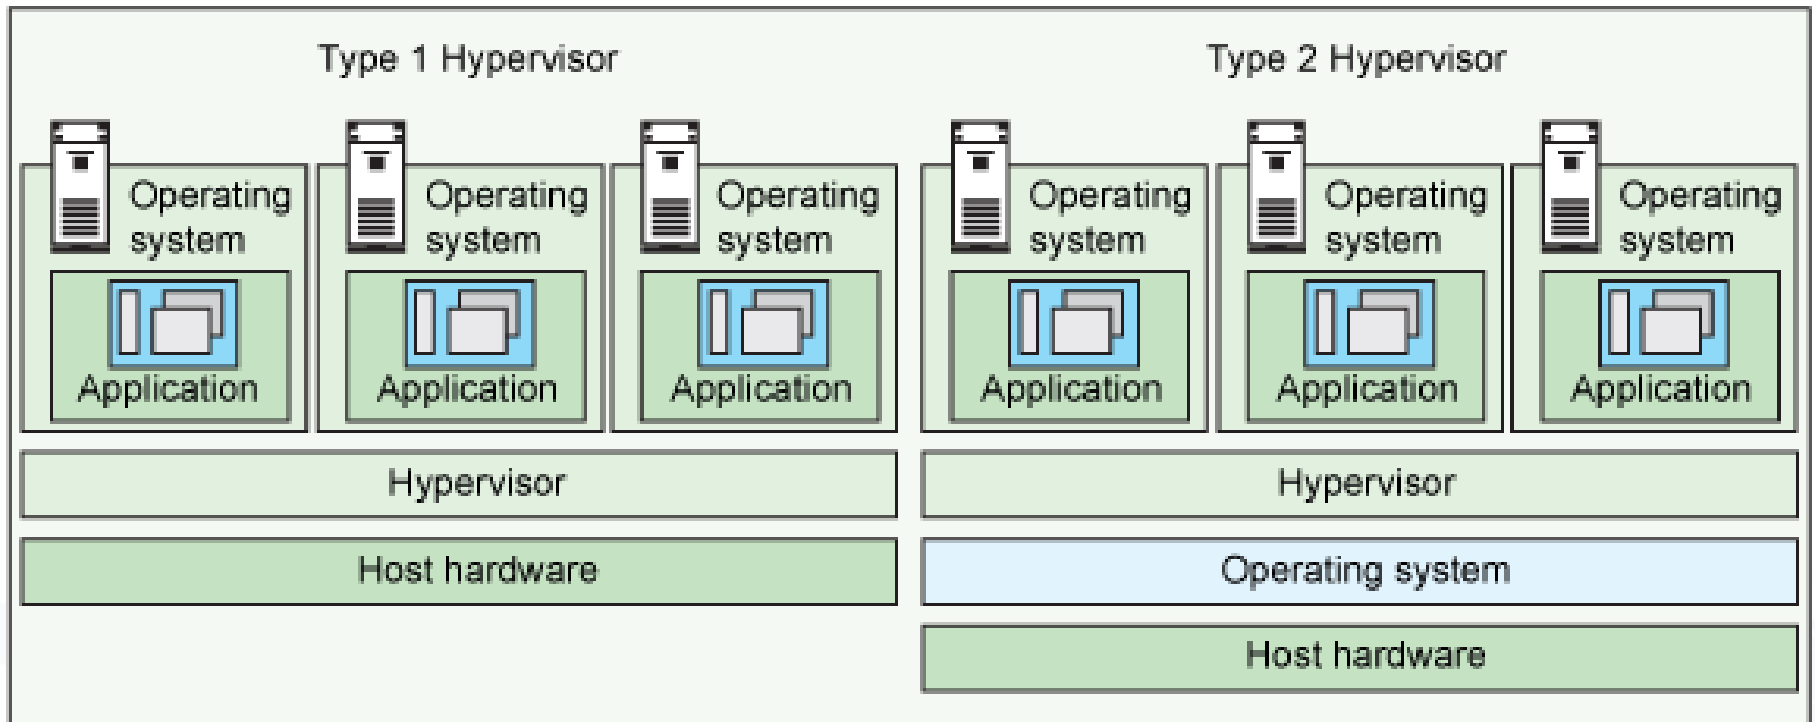 Type 1 Hypervisor
Operating
system
Application
Operating
system
Application
Operating
system
Application
Hypervisor
Host hardware
Type 2 Hypervisor
Operating
system
Application
Operating
system
Application
Operating
system
Application
Hypervisor
Operating system
Host hardware